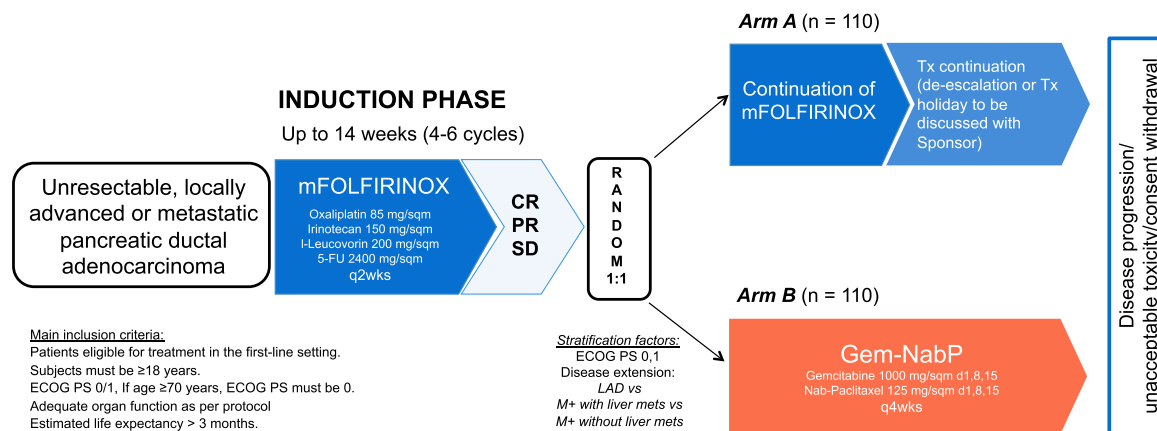 Arm A (n = 110)
INDUCTION PHASE
Up to 14 weeks (4-6 cycles)
Unresectable, locally
advanced or metastatic
pancreatic ductal
adenocarcinoma
mFOLFIRINOX
Oxaliplatin 85 mg/sqm
Irinotecan 150 mg/sqm
l-Leucovorin 200 mg/sqm
5-FU 2400 mg/sqm
q2wks
CR
PR
SD
R
A
N
D
O
M
1:1
Continuation of
mFOLFIRINOX
Tx continuation
(de-escalation or Tx
holiday to be
discussed with
Sponsor)
Arm B (n = 110)
Gem-NabP
Gemcitabine 1000 mg/sqm d1,8,15
Nab-Paclitaxel 125 mg/sqm d1,8,15
q4wks
Disease progression/
unacceptable toxicity/consent withdrawal
Main inclusion criteria:
Patients eligible for treatment in the first-line setting.
Subjects must be ≥18 years.
ECOG PS 0/1, If age ≥70 years, ECOG PS must be 0.
Adequate organ function as per protocol
Estimated life expectancy > 3 months.
Stratification factors:
ECOG PS 0,1
Disease extension:
LAD vs
M+ with liver mets vs
M+ without liver mets